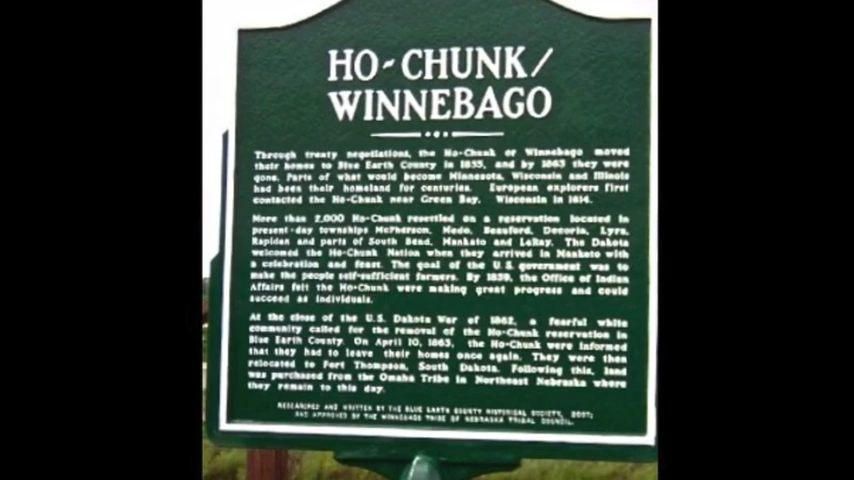 HO-CHUNK/
WINNEBAGO
Through treaty negotiations, the Ho-Chunk or Winnebago moved
their homes to Blue Earth County in 1855, and by 1863 they were
gone. Parts of what would become Minnesota, Wisconsin and Illinois
had been their homeland for centuries. European explorers first
contacted the Ho-Chunk near Green Bay, Wisconsin in 1614.
More than 2,000 Ho-Chunk resettled on a reservation located in
present-day townships McPherson, Medo, Beauford, Decoria, Lyra,
Rapidan and parts of South Bend, Mankato and LeRay. The Dakota
welcomed the Ho-Chunk Nation when they arrived in Mankato with
a celebration and feast. The goal of the U.S. government was to
make the people self-sufficient farmers. By 1859, the Office of Indian
Affairs felt the Ho-Chunk were making great progress and could
succeed as individuals.
At the close of the U.S. Dakota War of 1862, a fearful white
community called for the removal of the Ho-Chunk reservation in
Blue Earth County. On April 10, 1863, the Ho-Chunk were informed
that they had to leave their homes once again. They were then
relocated to Fort Thompson, South Dakota. Following this, land
was purchased from the Omaha Tribe in Northeast Nebraska where
they remain to this day.
RESEARCHED AND WRITTEN BY THE BLUE EARTH COUNTY HISTORICAL SOCIETY, 2007;
AND APPROVED BY THE WINNEBAGO TRIBE OF NEBRASKA TRIBAL COUNCIL.